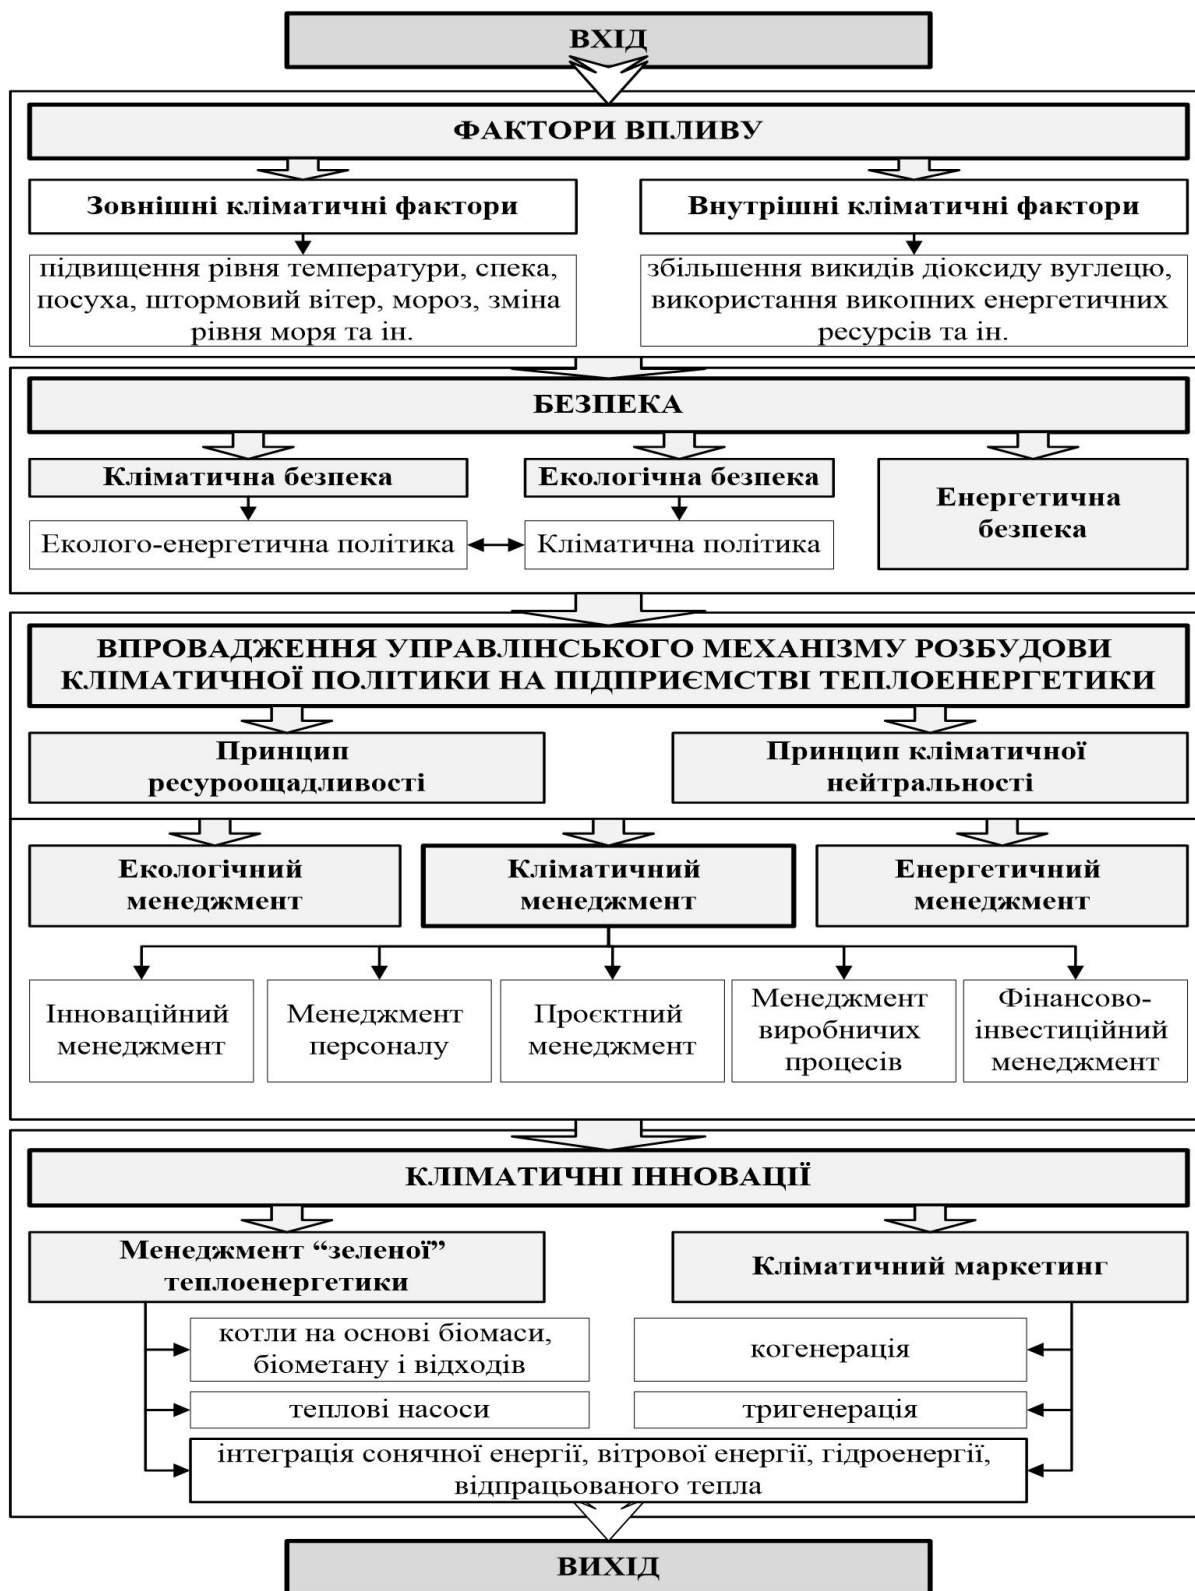 ВХІД
ФАКТОРИ ВПЛИВУ
Зовнішні кліматичні фактори
Внутрішні кліматичні фактори
підвищення рівня температури, спека,
посуха, штормовий вітер, мороз, зміна
рівня моря та ін.
збільшення викидів діоксиду вуглецю,
використання викопних енергетичних
ресурсів та ін.
БЕЗПЕКА
Кліматична безпека
Екологічна безпека
Енергетична
безпека
Еколого-енергетична політика
Кліматична політика
ВПРОВАДЖЕННЯ УПРАВЛІНСЬКОГО МЕХАНІЗМУ РОЗБУДОВИ
КЛІМАТИЧНОЇ ПОЛІТИКИ НА ПІДПРИЄМСТВІ ТЕПЛОЕНЕРГЕТИКИ
Принцип
ресуроощадливості
Принцип кліматичної
нейтральності
Екологічний
менеджмент
Кліматичний
менеджмент
Енергетичний
менеджмент
Інноваційний
менеджмент
Менеджмент
персоналу
Проєктний
менеджмент
Менеджмент
виробничих
процесів
Фінансово-
інвестиційний
менеджмент
КЛІМАТИЧНІ ІННОВАЦІЇ
Менеджмент “зеленої”
теплоенергетики
Кліматичний маркетинг
котли на основі біомаси,
біометану і відходів
когенерація
теплові насоси
тригенерація
інтеграція сонячної енергії, вітрової енергії, гідроенергії,
відпрацьованого тепла
ВИХІД